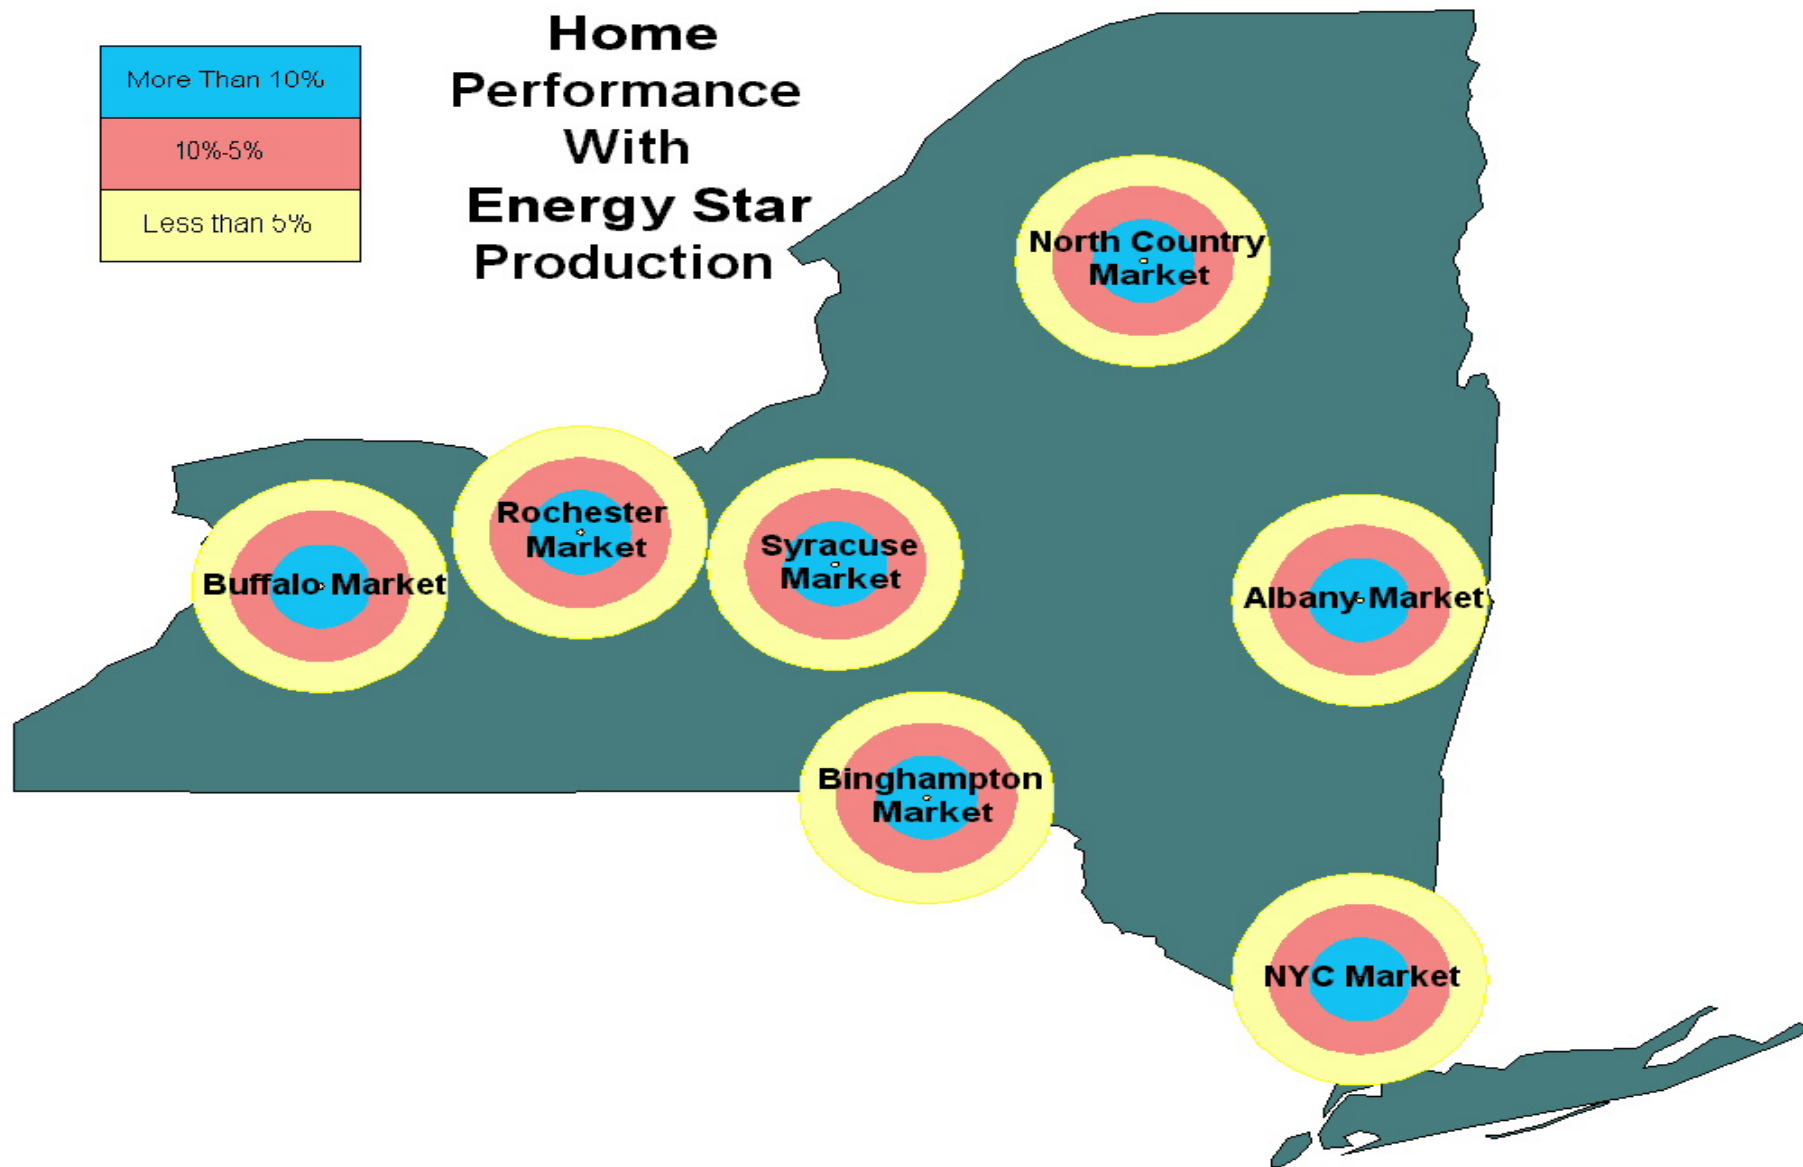 More Than 10%
10%-5%
Less than 5%
Home
Performance
With
Energy Star
Production
North Country
Market
Rochester
Market
Syracuse
Market
Buffalo Market
Albany Market
Binghampton
Market
NYC Market